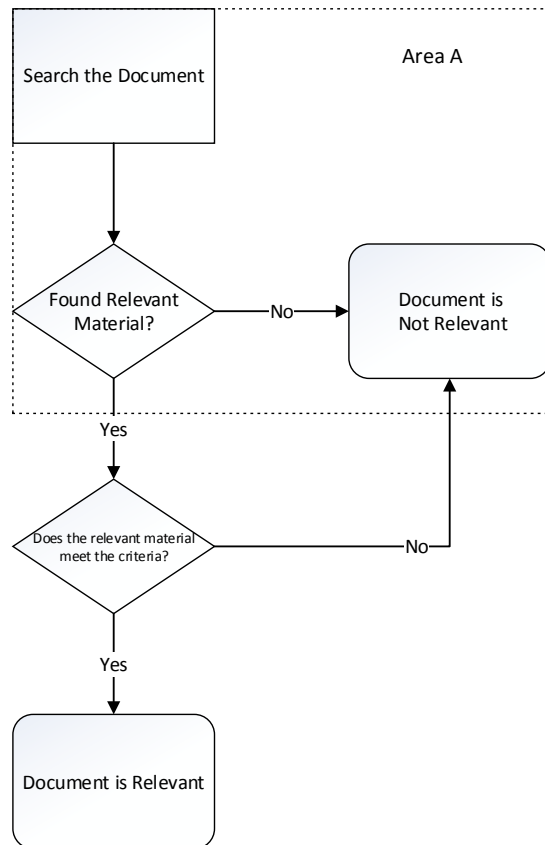 Search the Document
Area A
Found Relevant
Material?
No
Document is
Not Relevant
Yes
Does the relevant material
meet the criteria?
No
Yes
Document is Relevant